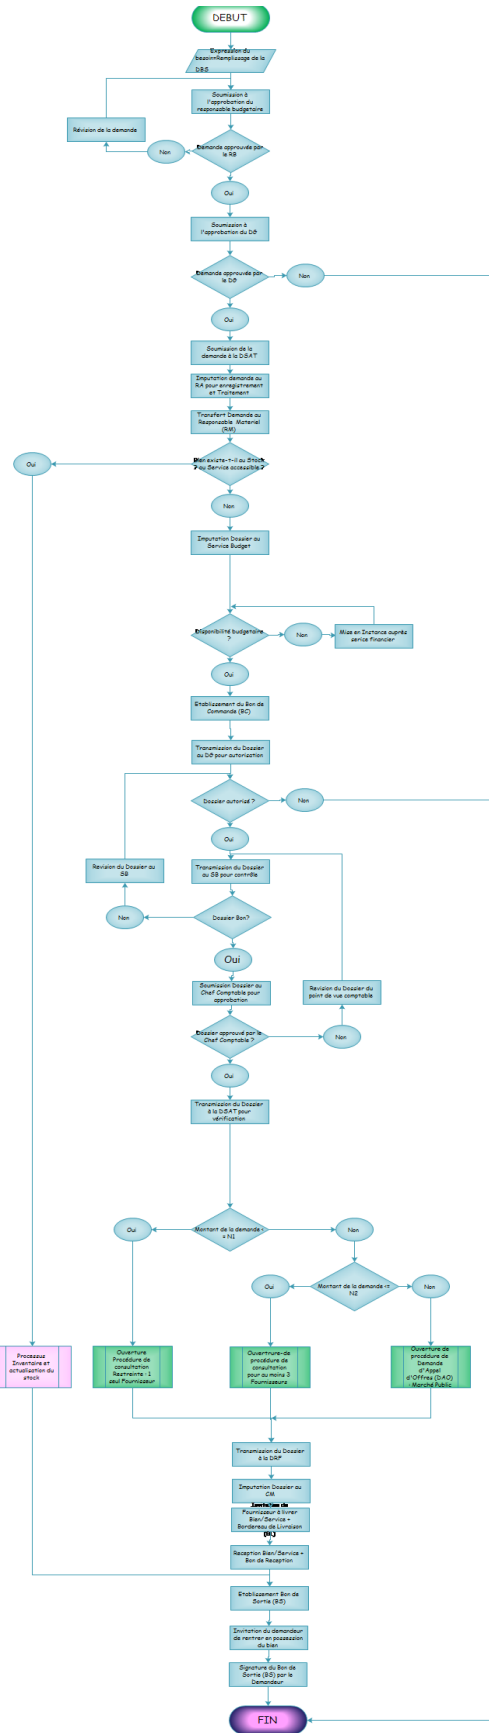 DEBUT
Expression du
besoin=Remplissage de la
DBS
Soumission à
l'approbation du
responsable budgetaire
Révision de la demande
Demande approuvée par
le RB
Non
Oui
Soumission à
l'approbation du DG
Demande approuvée par
le DG
Non
Oui
Soumission de la
demande à la DSAT
Imputation demande au
RA pour enregistrement
et Traitement
Transfert Demande au
Responsable Materiel
(RM)
Bien existe-t-il au Stock
? ou Service accessible ?
Oui
Non
Imputation Dossier au
Service Budget
Disponibilité budgetaire
?
Non
Mise en Instance auprès
serice financier
Oui
Etablissement du Bon de
Commande (BC)
Transmission du Dossier
au DG pour autorization
Dossier autorizé ?
Non
Oui
Revision du Dossier au
SB
Transmission du Dossier
au SB pour contrôle
Dossier Bon?
Non
Oui
Soumission Dossier au
Chef Comptable pour
approbation
Revision du Dossier du
point de vue comptable
Dossier approuvé par le
Chef Comptable ?
Non
Oui
Transmission du Dossier
à la DSAT pour
vérification
Montant de la demande <
= N1
Oui
Non
Montant de la demande <=
N2
Oui
Non
Processus
Inventaire et
actualisation du
stock
Ouverture
Procédure de
consultation
Restreinte : 1
seul Fournisseur
Ouvertrure-de
procédure de
consultation
pour au moins 3
Fournisseurs
Ouverture de
procédure de
Demande
d'Appel
d'Offres (DAO)
: Marché Public
Transmission du Dossier
à la DRF
Imputation Dossier au
CM
Invitation de
Fournisseur à livrer
Bien/Service +
Bordereau de Livraison
(BL)
Reception Bien/Service +
Bon de Reception
Etablissement Bon de
Sortie (BS)
Invitation du demandeur
de rentrer en possession
du bien
Signature du Bon de
Sortie (BS) par le
Demandeur
FIN